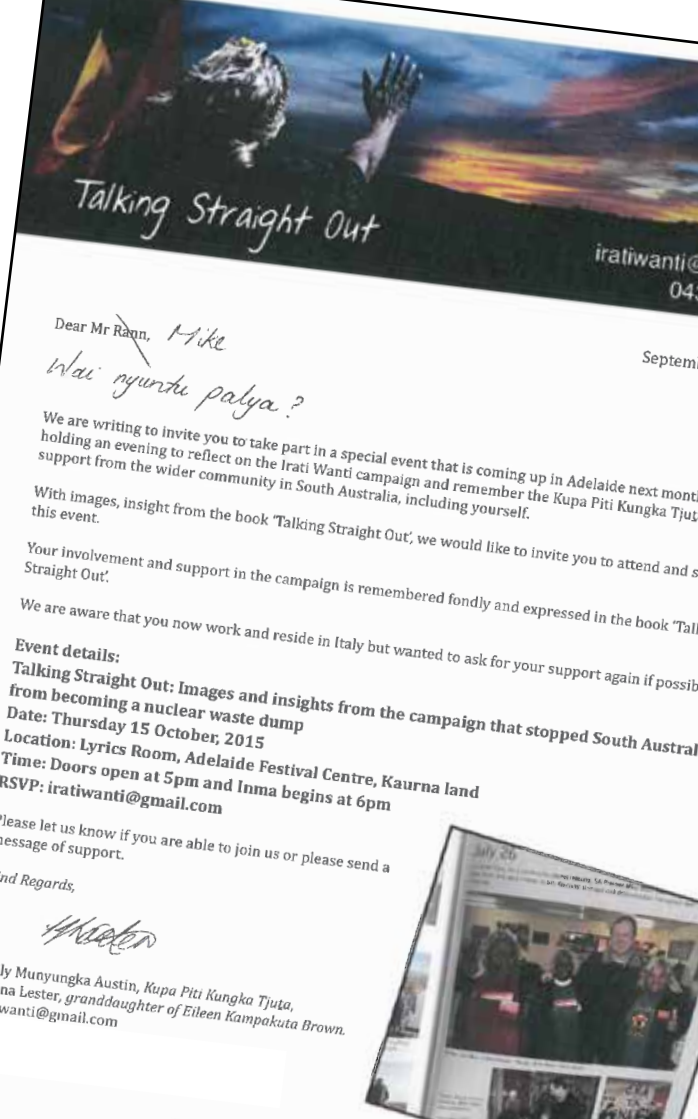 Talking Straight Out
iratiwanti@
04
Dear Mr Rann, Mike
Septem
Wai nyuntu palya?
We are writing to invite you to take part in a special event that is coming up in Adelaide next mont
holding an evening to reflect on the Irati Wanti campaign and remember the Kupa Piti Kungka Tjut
support from the wider community in South Australia, including yourself.
With images, insight from the book 'Talking Straight Out', we would like to invite you to attend and s
this event.
Your involvement and support in the campaign is remembered fondly and expressed in the book 'Tal
Straight Out'.
We are aware that you now work and reside in Italy but wanted to ask for your support again if possib
Event details:
Talking Straight Out: Images and insights from the campaign that stopped South Austral
from becoming a nuclear waste dump
Date: Thursday 15 October, 2015
Location: Lyrics Room, Adelaide Festival Centre, Kaurna land
Time: Doors open at 5pm and Inma begins at 6pm
RSVP: iratiwanti@gmail.com
Please let us know if you are able to join us or please send a
message of support.
nd Regards,
ly Munyungka Austin, Kupa Piti Kungka Tjuta,
na Lester, granddaughter of Eileen Kampakuta Brown.
wanti@gmail.com
July 26